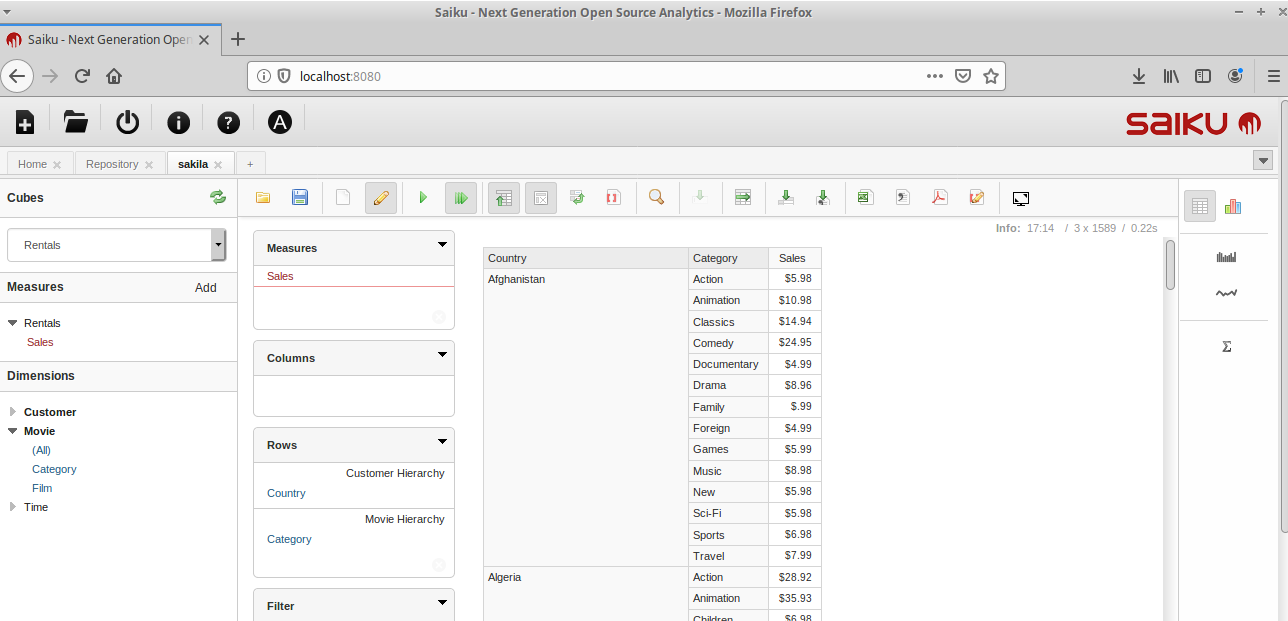 Saiku - Next Generation Open Source Analytics - Mozilla Firefox
Saiku - Next Generation Open
localhost:8080
saiku
Home
Repository
sakila
Cubes
Rentals
Measures Add
Rentals
Sales
Dimensions
Customer
Movie
(All)
Category
Film
Time
Info: 17:14 / 3 x 1589 / 0.22s
Measures
Sales
Columns
Rows
Customer Hierarchy
Country
Movie Hierarchy
Category
Filter
Country Category Sales
Afghanistan Action $5.98
Animation $10.98
Classics $14.94
Comedy $24.95
Documentary $4.99
Drama $8.96
Family $.99
Foreign $4.99
Games $5.99
Music $8.98
New $5.98
Sci-Fi $5.98
Sports $6.98
Travel $7.99
Algeria Action $28.92
Animation $35.93
Children $6.98
Σ